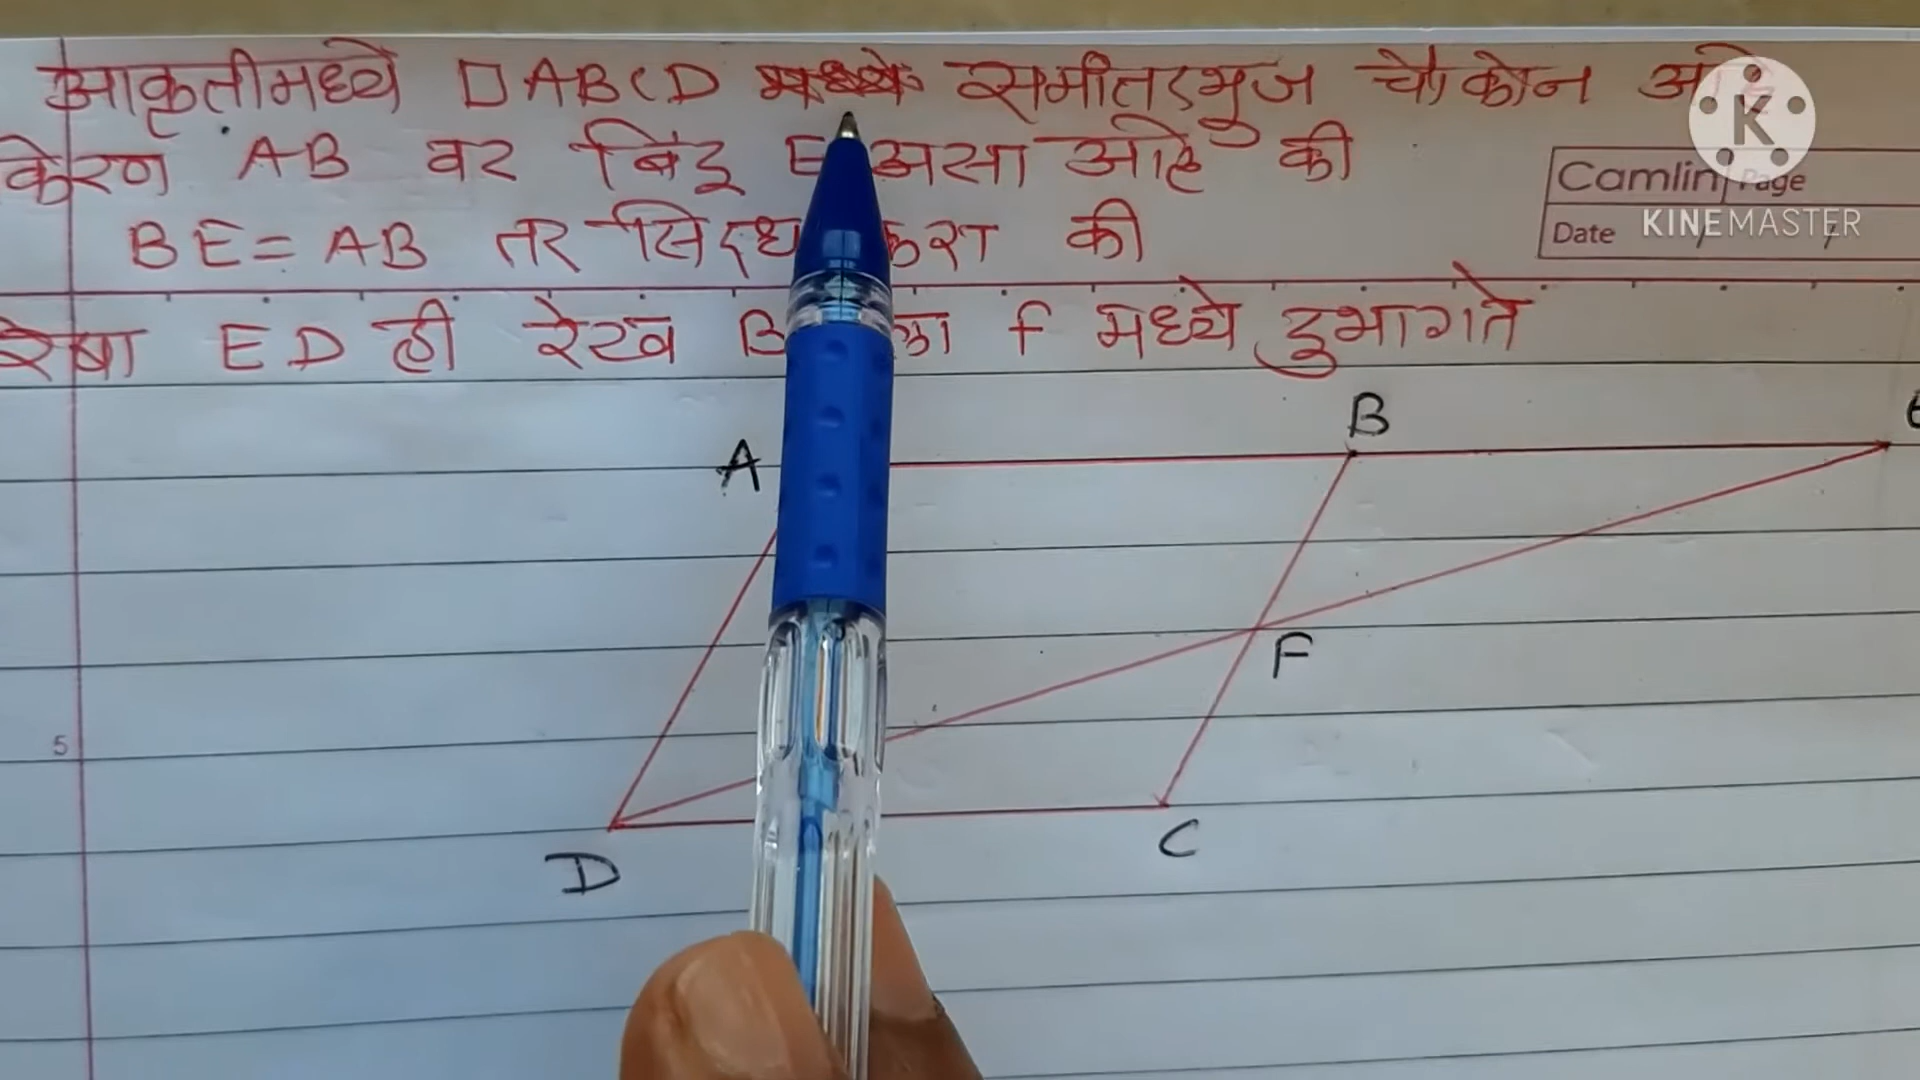 आकृतीमध्ये □ABCD समांतरभुज चौकोन आहे
किरण AB वर बिंदू E असा आहे की
BE=AB तर सिद्ध करा की
रेषा ED ही रेख B ला F मध्ये दुभागते
Camlin Page
Date
K
KINEMASTER
A
B
E
F
D
C
5